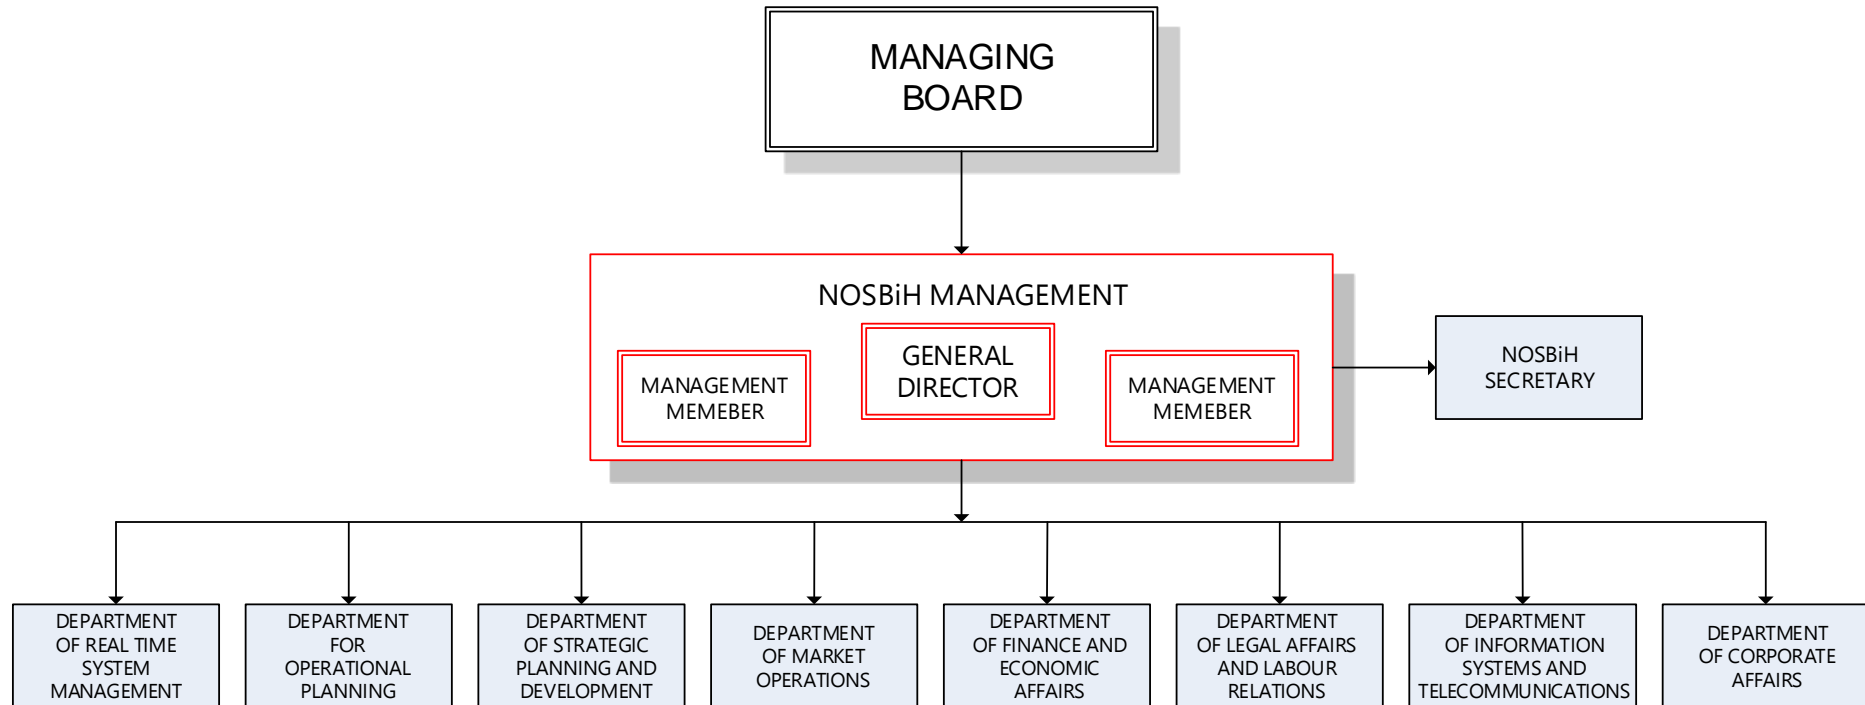 MANAGING
BOARD
NOSBiH MANAGEMENT
GENERAL
DIRECTOR
MANAGEMENT
MEMEBER
MANAGEMENT
MEMEBER
NOSBiH
SECRETARY
DEPARTMENT
OF REAL TIME
SYSTEM
MANAGEMENT
DEPARTMENT
FOR
OPERATIONAL
PLANNING
DEPARTMENT
OF STRATEGIC
PLANNING AND
DEVELOPMENT
DEPARTMENT
OF MARKET
OPERATIONS
DEPARTMENT
OF FINANCE AND
ECONOMIC
AFFAIRS
DEPARTMENT
OF LEGAL AFFAIRS
AND LABOUR
RELATIONS
DEPARTMENT
OF INFORMATION
SYSTEMS AND
TELECOMMUNICATIONS
DEPARTMENT
OF CORPORATE
AFFAIRS